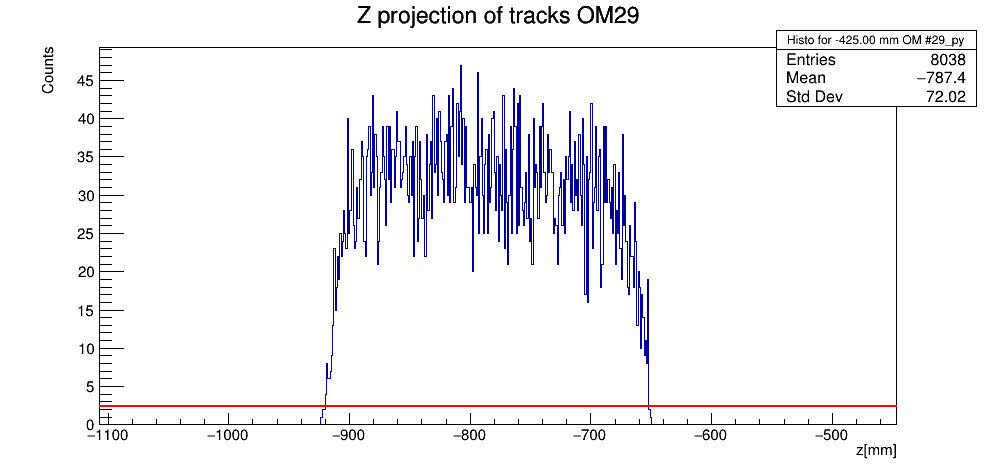 Z projection of tracks OM29
Histo for -425.00 mm OM #29_py
Entries 8038
Mean −787.4
Std Dev 72.02
Counts
45
40
35
30
25
20
15
10
5
0
−1100 −1000 −900 −800 −700 −600 −500
z[mm]